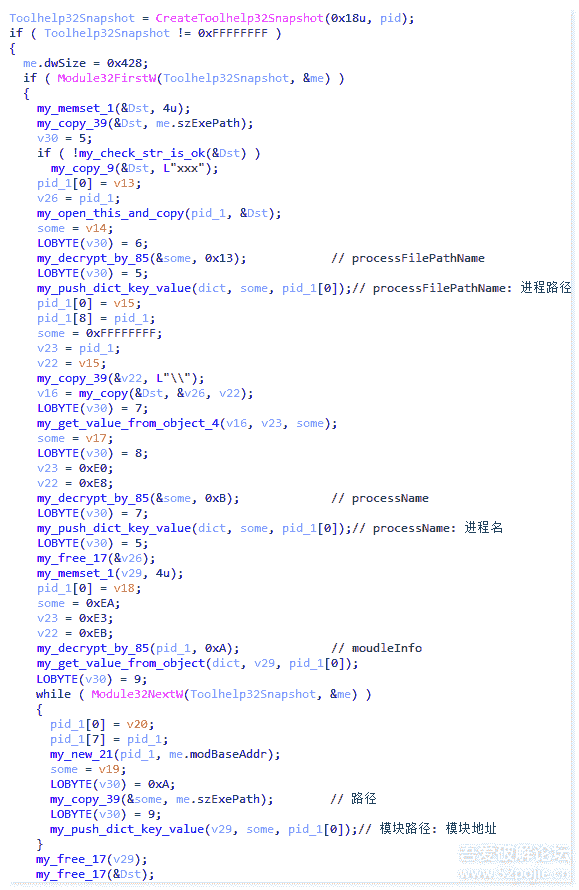 Toolhelp32Snapshot = CreateToolhelp32Snapshot(0x18u, pid);
if ( Toolhelp32Snapshot != 0xFFFFFFFF )
{
  me.dwSize = 0x428;
  if ( Module32FirstW(Toolhelp32Snapshot, &me) )
  {
    my_memset_1(&Dst, 4u);
    my_copy_39(&Dst, me.szExePath);
    v30 = 5;
    if ( !my_check_str_is_ok(&Dst) )
      my_copy_9(&Dst, L"xxx");
    pid_1[0] = v13;
    v26 = pid_1;
    my_open_this_and_copy(pid_1, &Dst);
    some = v14;
    LOBYTE(v30) = 6;
    my_decrypt_by_85(&some, 0x13);            // processFilePathName
    LOBYTE(v30) = 5;
    my_push_dict_key_value(dict, some, pid_1[0]);// processFilePathName: 进程路径
    pid_1[0] = v15;
    pid_1[8] = pid_1;
    some = 0xFFFFFFFF;
    v23 = pid_1;
    v22 = v15;
    my_copy_39(&v22, L"\\");
    v16 = my_copy(&Dst, &v26, v22);
    LOBYTE(v30) = 7;
    my_get_value_from_object_4(v16, v23, some);
    some = v17;
    LOBYTE(v30) = 8;
    v23 = 0xE0;
    v22 = 0xE8;
    my_decrypt_by_85(&some, 0xB);             // processName
    LOBYTE(v30) = 7;
    my_push_dict_key_value(dict, some, pid_1[0]);// processName: 进程名
    LOBYTE(v30) = 5;
    my_free_17(&v26);
    my_memset_1(v29, 4u);
    pid_1[0] = v18;
    some = 0xEA;
    v23 = 0xE3;
    v22 = 0xEB;
    my_decrypt_by_85(pid_1, 0xA);             // moudleInfo
    my_get_value_from_object(dict, v29, pid_1[0]);
    LOBYTE(v30) = 9;
    while ( Module32NextW(Toolhelp32Snapshot, &me) )
    {
      pid_1[0] = v20;
      pid_1[7] = pid_1;
      my_new_21(pid_1, me.modBaseAddr);
      some = v19;
      LOBYTE(v30) = 0xA;
      my_copy_39(&some, me.szExePath);        // 路径
      LOBYTE(v30) = 9;
      my_push_dict_key_value(v29, some, pid_1[0]);// 模块路径: 模块地址
    }
    my_free_17(v29);
    my_free_17(&Dst);
吾爱破解论坛
www.52pojie.cn